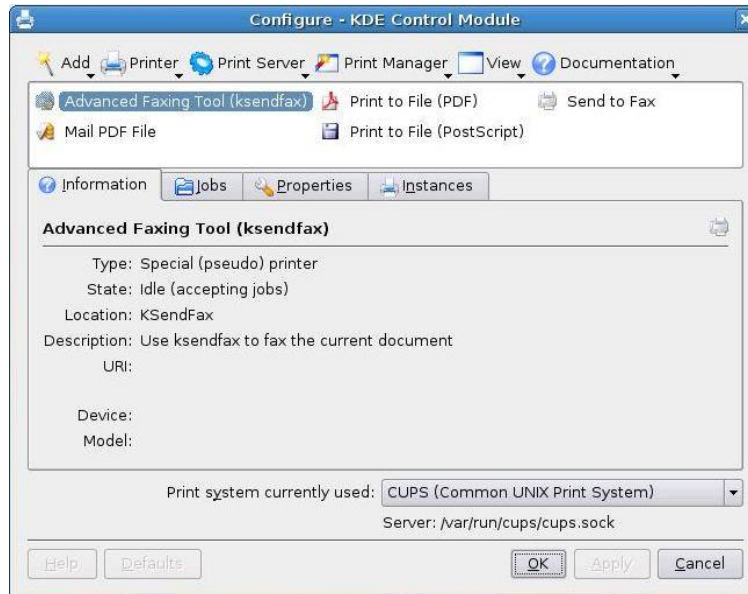 Configure - KDE Control Module
Add Printer Print Server Print Manager View Documentation
Advanced Faxing Tool (ksendfax) Print to File (PDF) Send to Fax
Mail PDF File Print to File (PostScript)
Information Jobs Properties Instances
Advanced Faxing Tool (ksendfax)
Type: Special (pseudo) printer
State: Idle (accepting jobs)
Location: KSendFax
Description: Use ksendfax to fax the current document
URI:
Device:
Model:
Print system currently used: CUPS (Common UNIX Print System)
Server: /var/run/cups/cups.sock
Help Defaults OK Apply Cancel